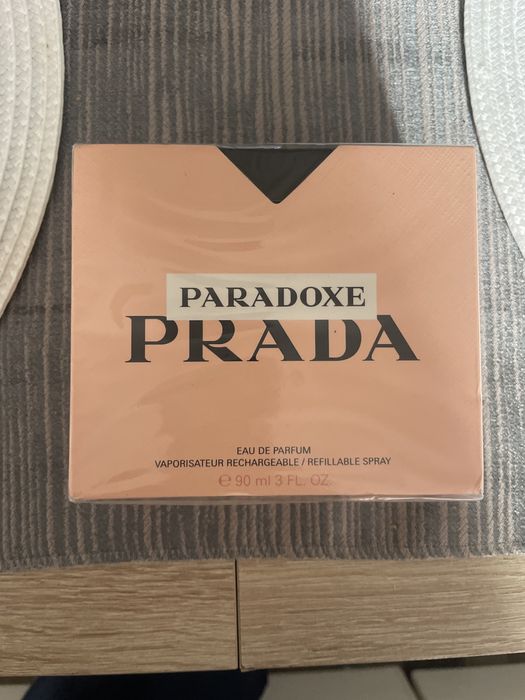 PARADOXE
PRADA
EAU DE PARFUM
VAPORISATEUR RECHARGEABLE / REFILLABLE SPRAY
℮ 90 ml 3 FL. OZ.